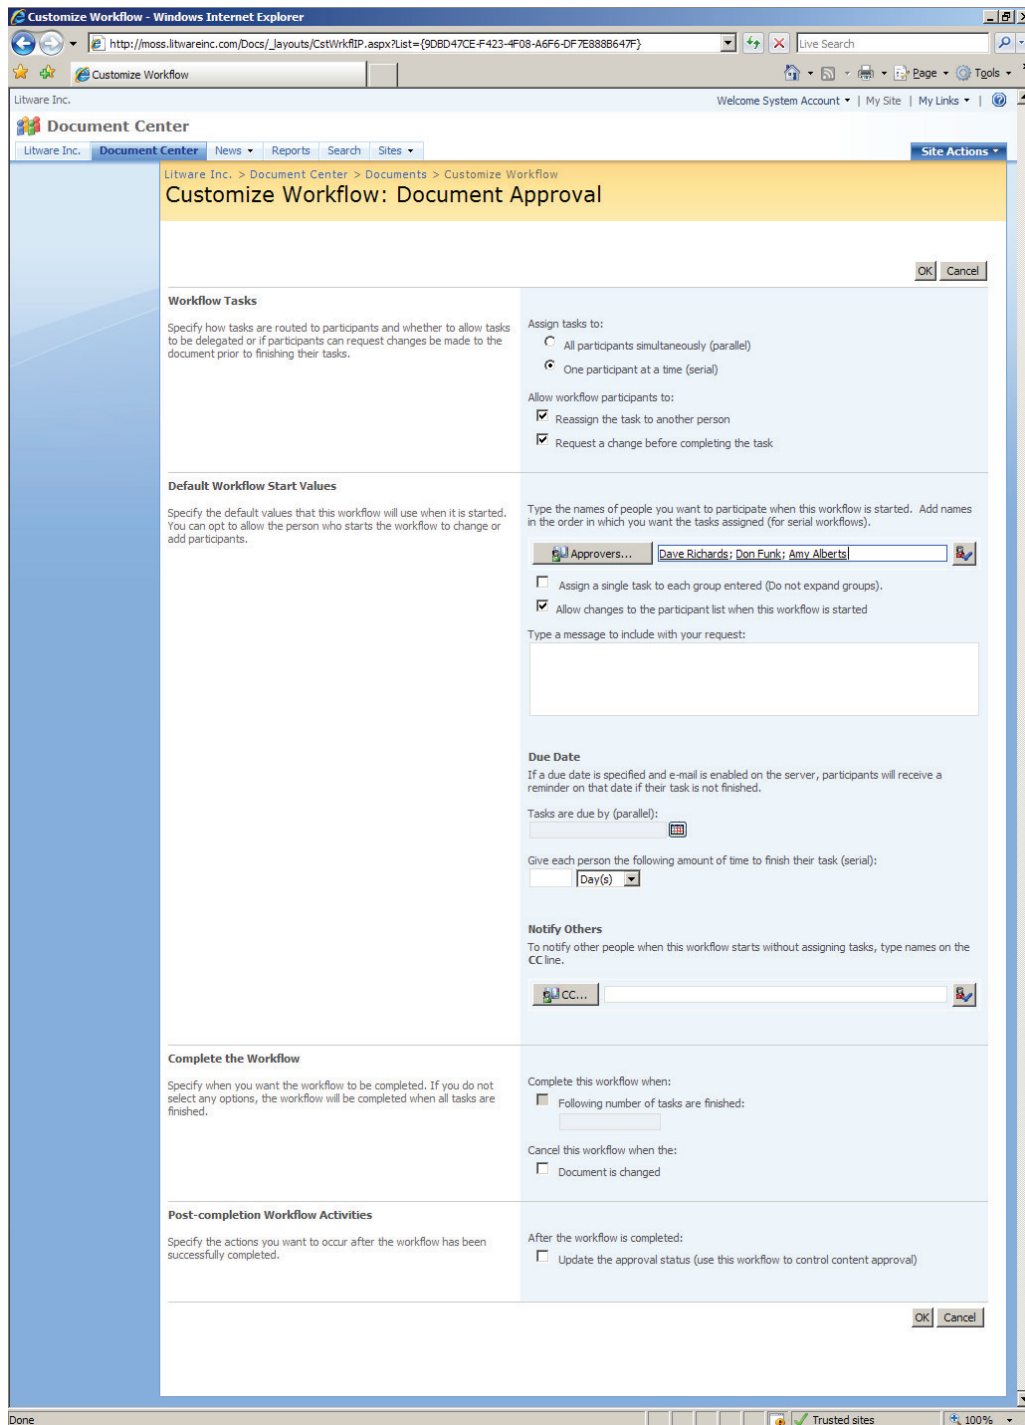 Customize Workflow - Windows Internet Explorer
http://moss.litwareinc.com/Docs/_layouts/CstWrkflIP.aspx?List={9DBD47CE-F423-4F08-A6F6-DF7E888B647F}
Live Search
Customize Workflow
Page
Tools
Litware Inc.
Welcome System Account | My Site | My Links |
Document Center
Litware Inc. Document Center News Reports Search Sites
Site Actions
Litware Inc. > Document Center > Documents > Customize Workflow
Customize Workflow: Document Approval
OK Cancel
Workflow Tasks
Specify how tasks are routed to participants and whether to allow tasks
to be delegated or if participants can request changes be made to the
document prior to finishing their tasks.
Assign tasks to:
All participants simultaneously (parallel)
One participant at a time (serial)
Allow workflow participants to:
Reassign the task to another person
Request a change before completing the task
Default Workflow Start Values
Specify the default values that this workflow will use when it is started.
You can opt to allow the person who starts the workflow to change or
add participants.
Type the names of people you want to participate when this workflow is started. Add names
in the order in which you want the tasks assigned (for serial workflows).
Approvers... Dave Richards; Don Funk; Amy Alberts
Assign a single task to each group entered (Do not expand groups).
Allow changes to the participant list when this workflow is started
Type a message to include with your request:
Due Date
If a due date is specified and e-mail is enabled on the server, participants will receive a
reminder on that date if their task is not finished.
Tasks are due by (parallel):
Give each person the following amount of time to finish their task (serial):
Day(s)
Notify Others
To notify other people when this workflow starts without assigning tasks, type names on the
CC line.
CC...
Complete the Workflow
Specify when you want the workflow to be completed. If you do not
select any options, the workflow will be completed when all tasks are
finished.
Complete this workflow when:
Following number of tasks are finished:
Cancel this workflow when the:
Document is changed
Post-completion Workflow Activities
Specify the actions you want to occur after the workflow has been
successfully completed.
After the workflow is completed:
Update the approval status (use this workflow to control content approval)
OK Cancel
Done
Trusted sites
100%